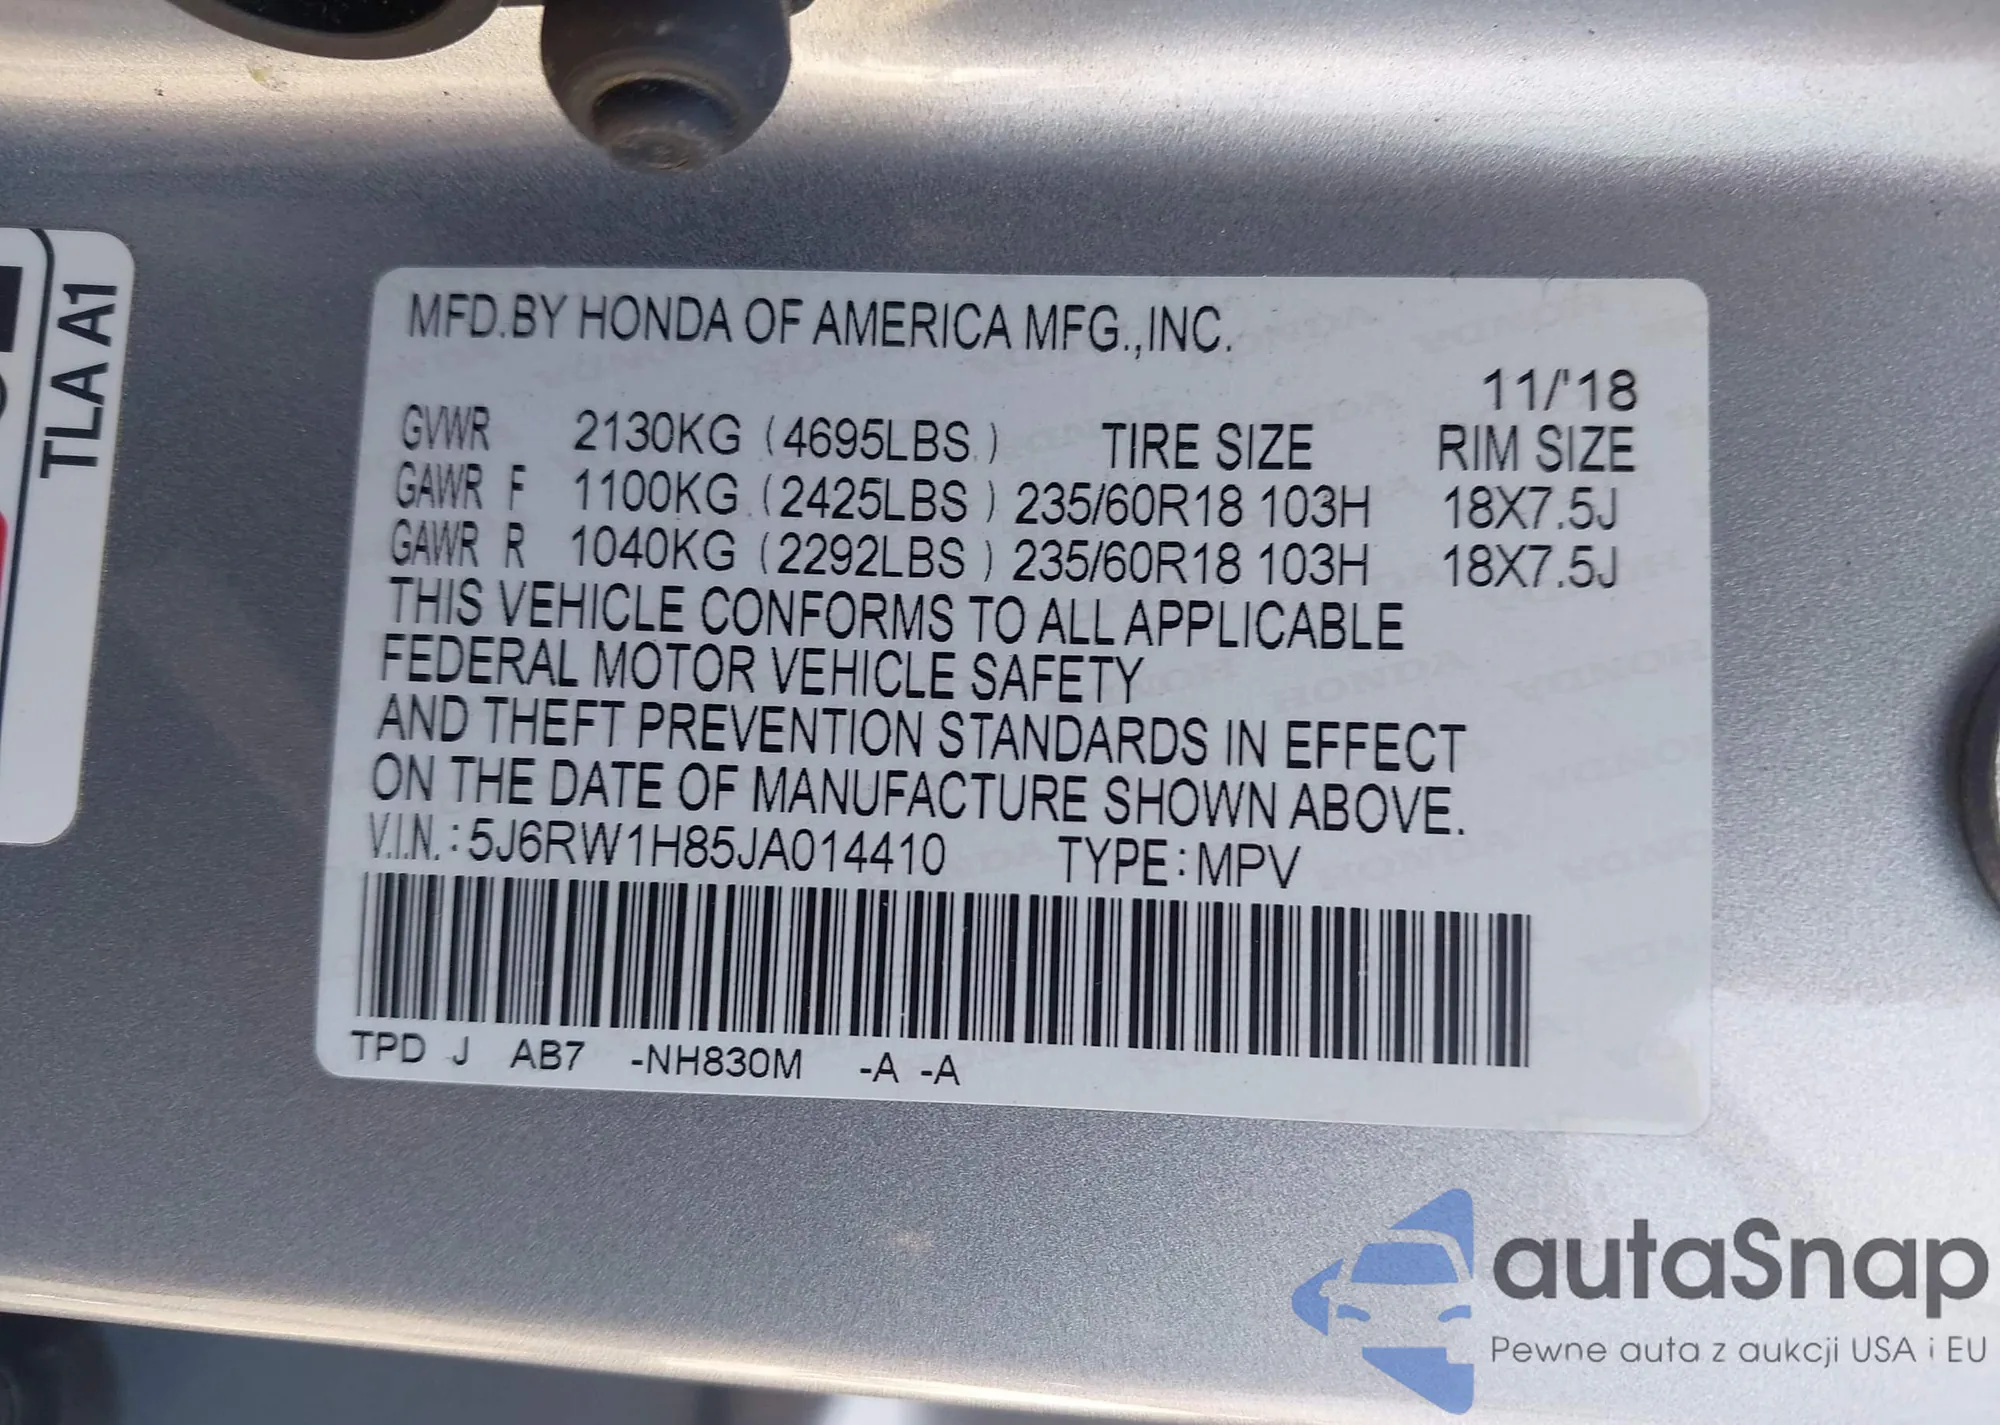 TLA A1
MFD.BY HONDA OF AMERICA MFG.,INC.
11/'18
GVWR 2130KG (4695LBS.) TIRE SIZE RIM SIZE
GAWR F 1100KG (2425LBS) 235/60R18 103H 18X7.5J
GAWR R 1040KG (2292LBS) 235/60R18 103H 18X7.5J
THIS VEHICLE CONFORMS TO ALL APPLICABLE
FEDERAL MOTOR VEHICLE SAFETY
AND THEFT PREVENTION STANDARDS IN EFFECT
ON THE DATE OF MANUFACTURE SHOWN ABOVE.
V.I.N.:5J6RW1H85JA014410 TYPE:MPV
TPD J AB7 -NH830M -A -A
autaSnap
Pewne auta z aukcji USA i EU